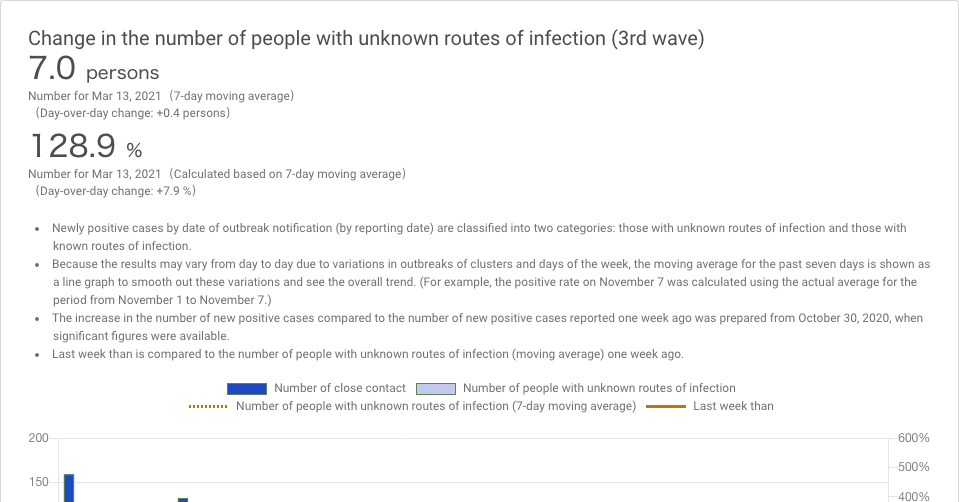 Change in the number of people with unknown routes of infection (3rd wave)
7.0 persons
Number for Mar 13, 2021（7-day moving average）
（Day-over-day change: +0.4 persons）
128.9 %
Number for Mar 13, 2021（Calculated based on 7-day moving average）
（Day-over-day change: +7.9 %）
• Newly positive cases by date of outbreak notification (by reporting date) are classified into two categories: those with unknown routes of infection and those with
known routes of infection.
• Because the results may vary from day to day due to variations in outbreaks of clusters and days of the week, the moving average for the past seven days is shown as
a line graph to smooth out these variations and see the overall trend. (For example, the positive rate on November 7 was calculated using the actual average for the
period from November 1 to November 7.)
• The increase in the number of new positive cases compared to the number of new positive cases reported one week ago was prepared from October 30, 2020, when
significant figures were available.
• Last week than is compared to the number of people with unknown routes of infection (moving average) one week ago.
Number of close contact Number of people with unknown routes of infection
Number of people with unknown routes of infection (7-day moving average) Last week than
200 600%
500%
150
400%